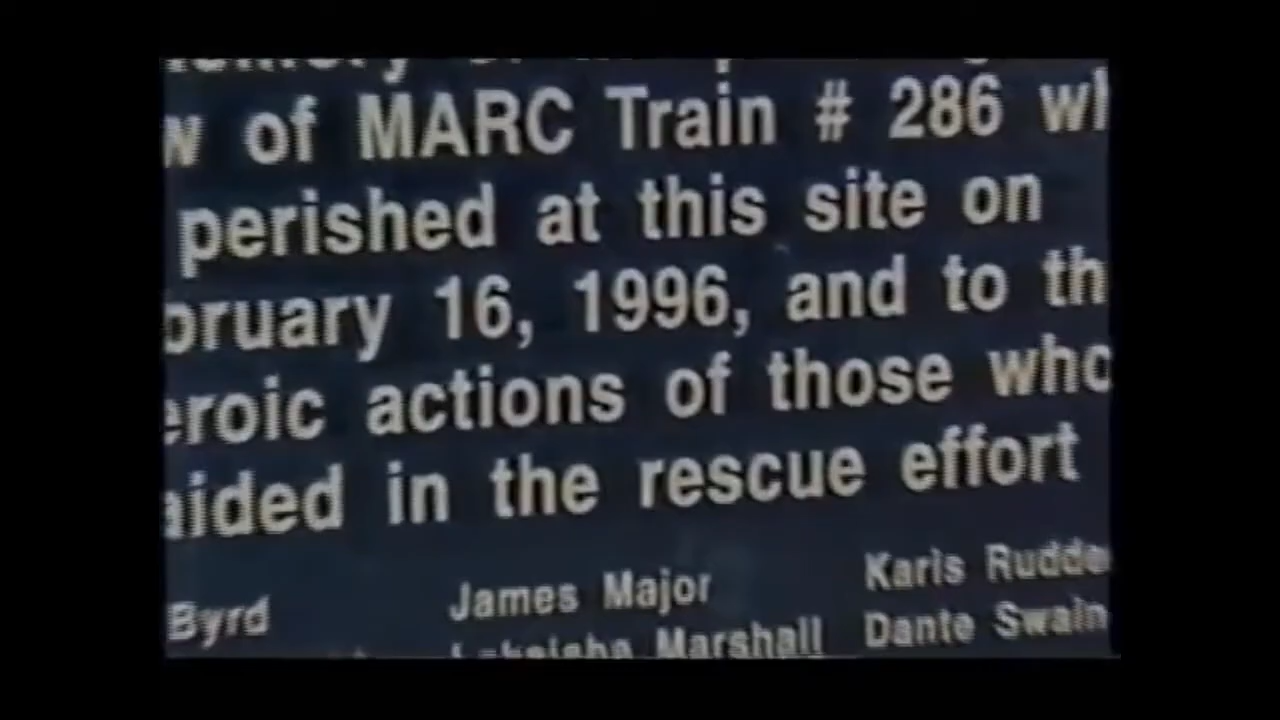 w of MARC Train # 286 wh
perished at this site on
bruary 16, 1996, and to th
eroic actions of those who
aided in the rescue effort
Byrd James Major Karis Rudde
Marshall Dante Swain